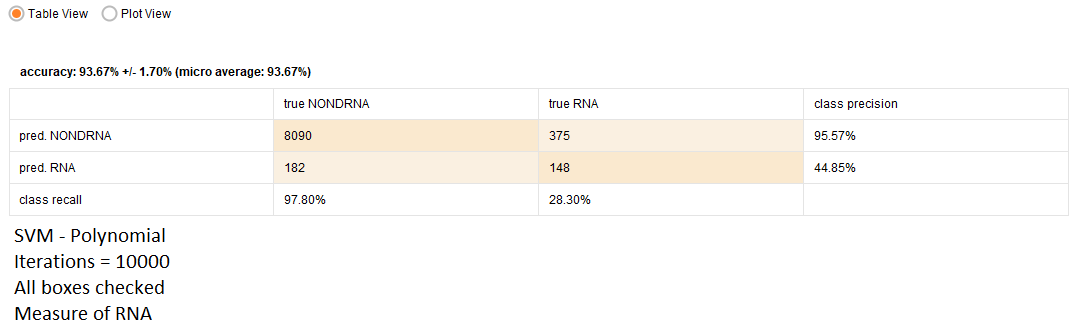 Table View Plot View
accuracy: 93.67% +/- 1.70% (micro average: 93.67%)
true NONDRNA true RNA class precision
pred. NONDRNA 8090 375 95.57%
pred. RNA 182 148 44.85%
class recall 97.80% 28.30%
SVM - Polynomial
Iterations = 10000
All boxes checked
Measure of RNA